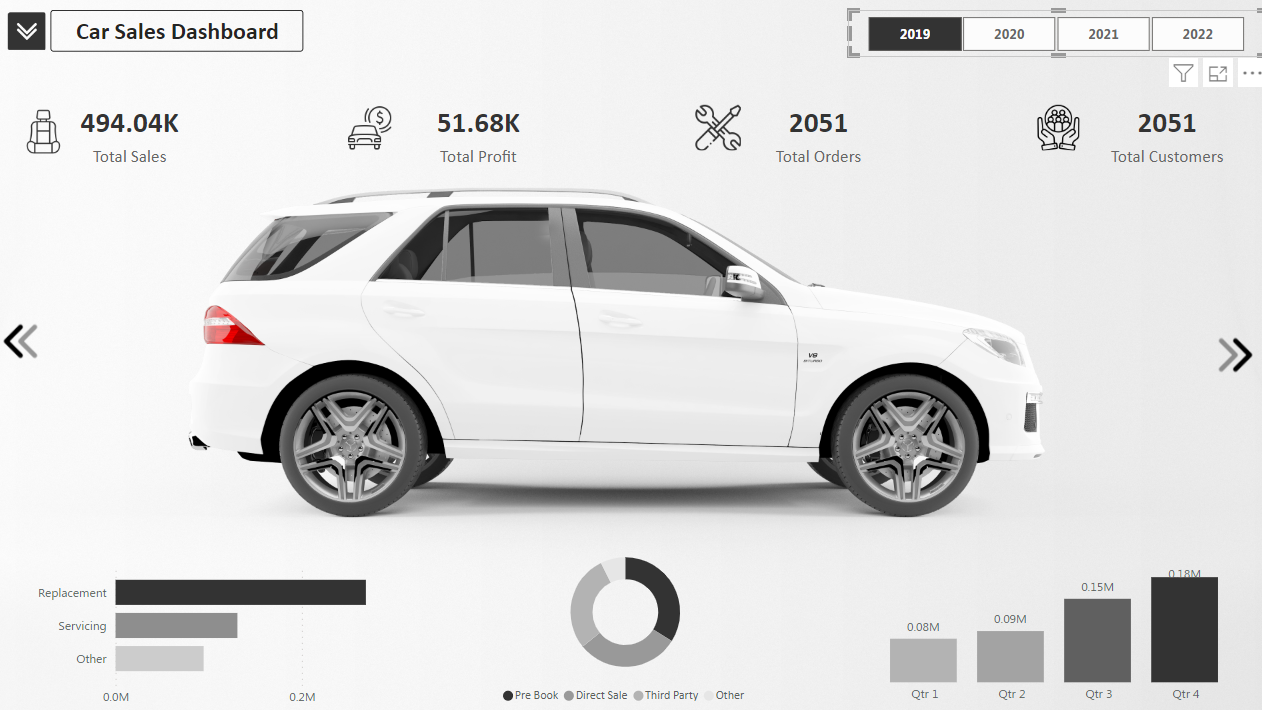 Car Sales Dashboard
2019 2020 2021 2022
494.04K 51.68K 2051 2051
Total Sales Total Profit Total Orders Total Customers
V8
BITURBO
Replacement
Servicing
Other
0.0M 0.2M
Pre Book Direct Sale Third Party Other
0.18M
0.15M
0.09M
0.08M
Qtr 1 Qtr 2 Qtr 3 Qtr 4